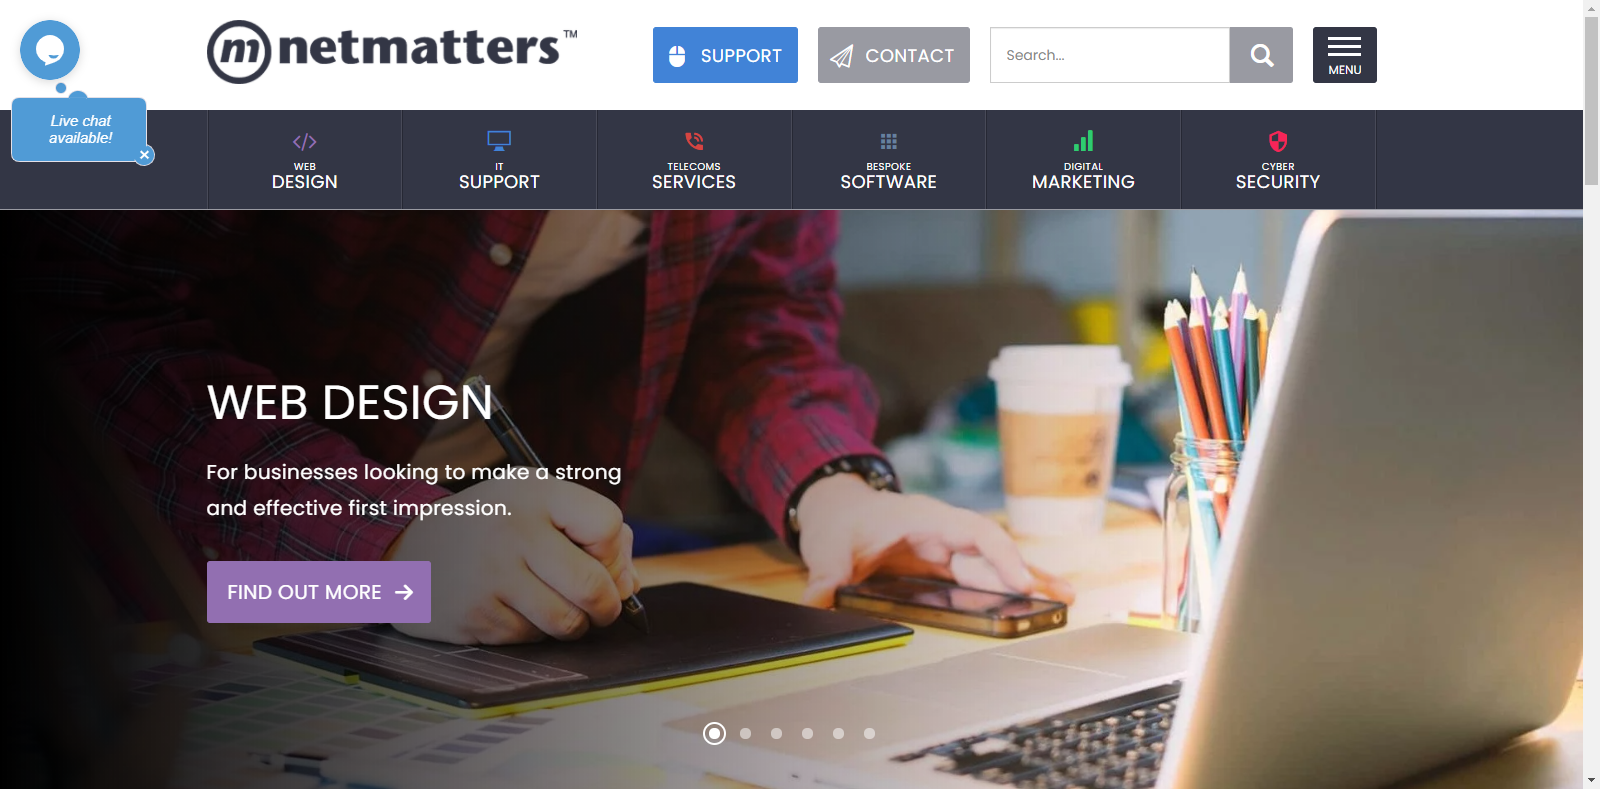 netmatters™
SUPPORT
CONTACT
Search...
MENU
Live chat
available!
WEB
DESIGN
IT
SUPPORT
TELECOMS
SERVICES
BESPOKE
SOFTWARE
DIGITAL
MARKETING
CYBER
SECURITY
WEB DESIGN
For businesses looking to make a strong
and effective first impression.
FIND OUT MORE